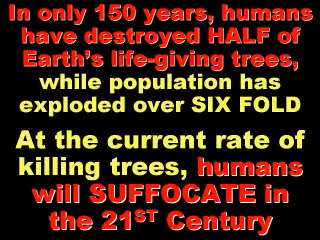 In only 150 years, humans
have destroyed HALF of
Earth's life-giving trees,
while population has
exploded over SIX FOLD
At the current rate of
killing trees, humans
will SUFFOCATE in
the 21ST Century